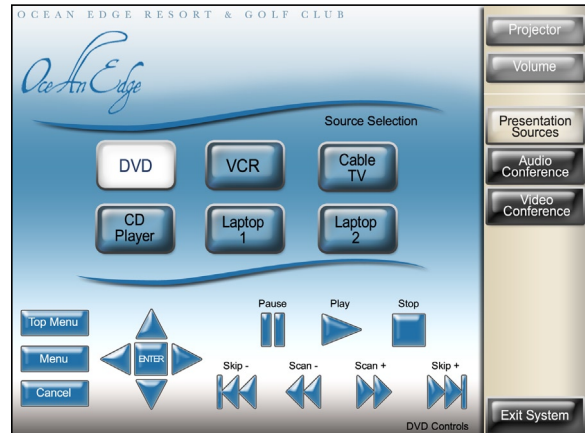 OCEAN EDGE RESORT & GOLF CLUB
Projector
OceAn Edge
Volume
Source Selection
Presentation
Sources
DVD
VCR
Cable
TV
Audio
Conference
Video
Conference
CD
Player
Laptop
1
Laptop
2
Pause
Play
Stop
Top Menu
Menu
ENTER
Cancel
Skip -
Scan -
Scan +
Skip +
DVD Controls
Exit System